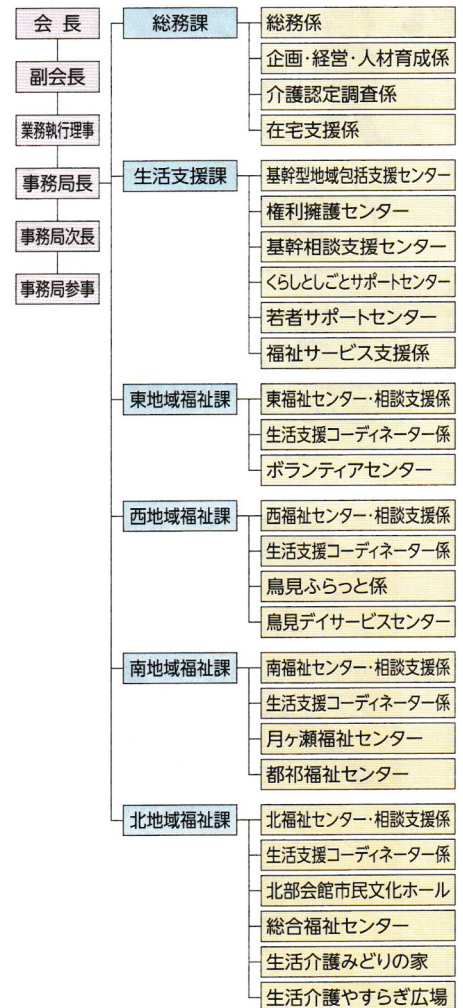 会長
副会長
業務執行理事
事務局長
事務局次長
事務局参事
総務課
総務係
企画・経営・人材育成係
介護認定調査係
在宅支援係
生活支援課
基幹型地域包括支援センター
権利擁護センター
基幹相談支援センター
くらしとしごとサポートセンター
若者サポートセンター
福祉サービス支援係
東地域福祉課
東福祉センター・相談支援係
生活支援コーディネーター係
ボランティアセンター
西地域福祉課
西福祉センター・相談支援係
生活支援コーディネーター係
鳥見ふらっと係
鳥見デイサービスセンター
南地域福祉課
南福祉センター・相談支援係
生活支援コーディネーター係
月ヶ瀬福祉センター
都祁福祉センター
北地域福祉課
北福祉センター・相談支援係
生活支援コーディネーター係
北部会館市民文化ホール
総合福祉センター
生活介護みどりの家
生活介護やすらぎ広場